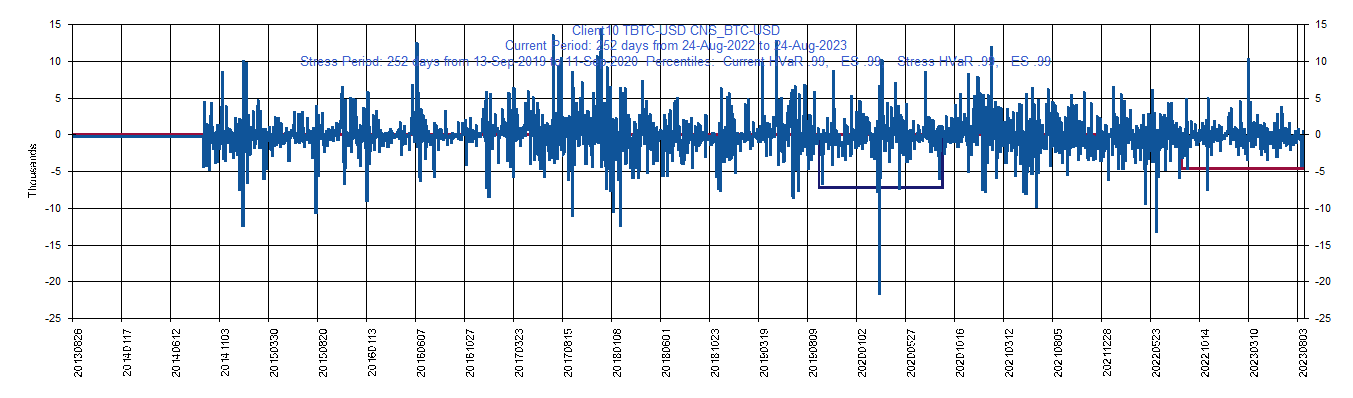 Client10 TBTC-USD CNS_BTC-USD
Current Period: 252 days from 24-Aug-2022 to 24-Aug-2023
Stress Period: 252 days from 13-Sep-2019 to 11-Sep-2020 Percentiles: Current HVaR .99, ES .99 Stress HVaR .99, ES .99
15 15
10 10
5 5
0 0
-5 -5
-10 -10
-15 -15
-20 -20
-25 -25
Thousands
20130826 20140117 20140612 20141103 20150330 20150820 20160113 20160607 20161027 20170323 20170815 20180108 20180601 20181023 20190319 20190809 20200102 20200527 20201016 20210312 20210805 20211228 20220523 20221014 20230310 20230803